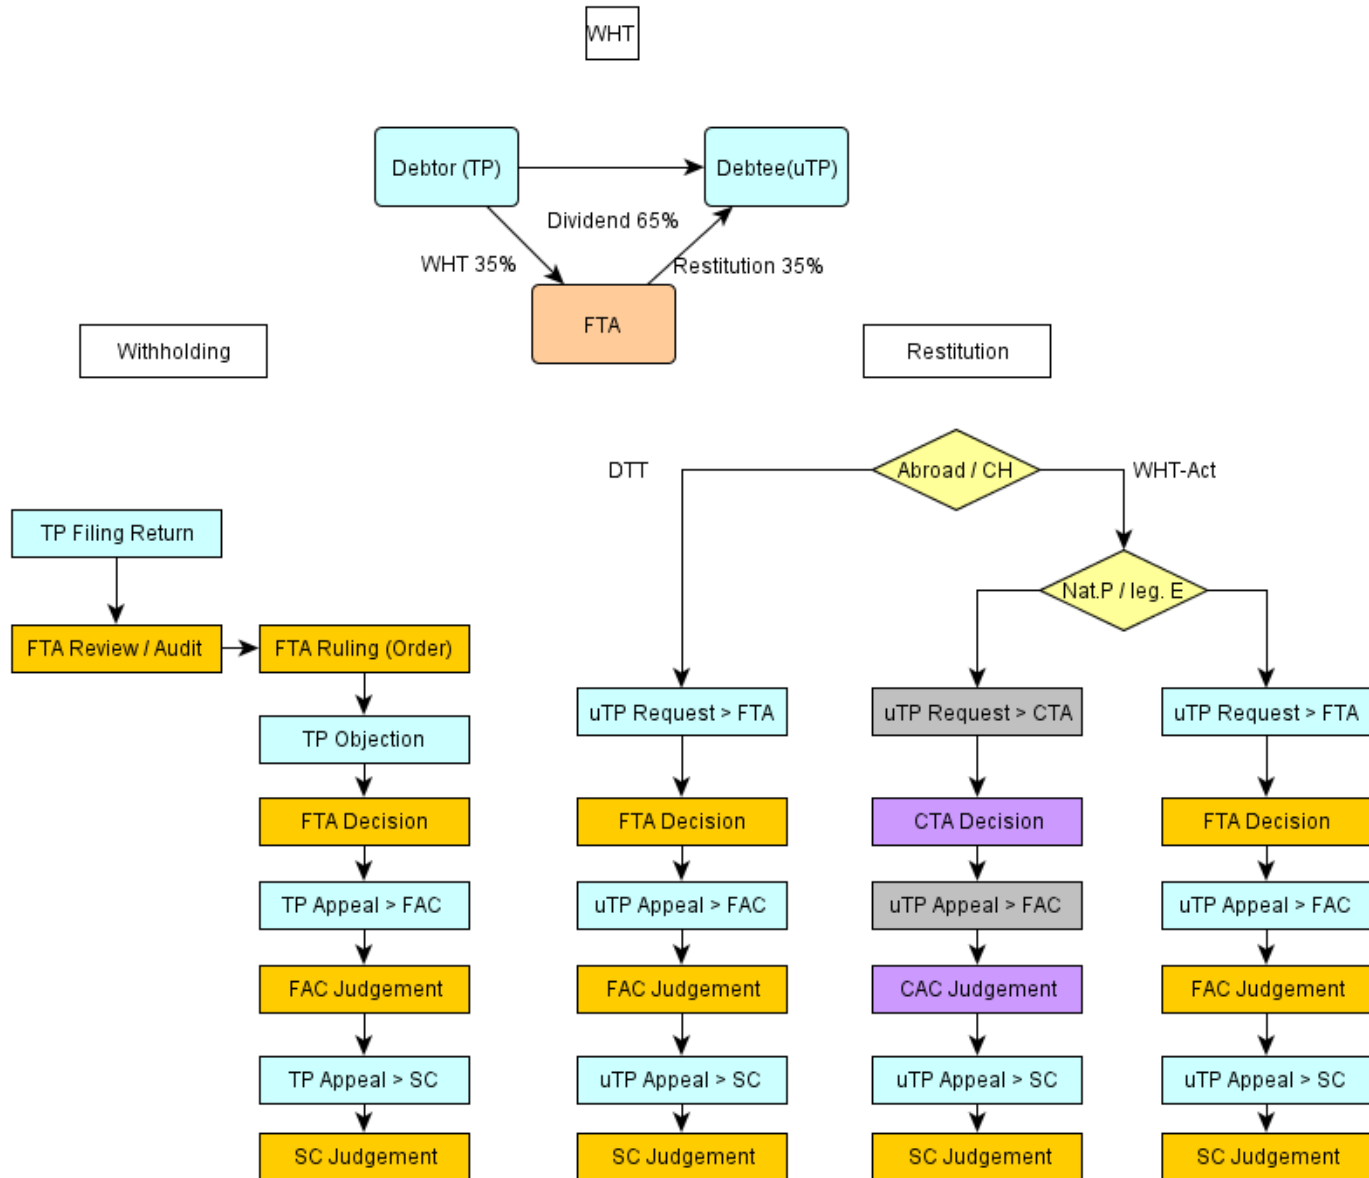 WHT
Debtor (TP)
Debtee(uTP)
Dividend 65%
WHT 35%
Restitution 35%
FTA
Withholding
Restitution
DTT
Abroad / CH
WHT-Act
TP Filing Return
Nat.P / leg. E
FTA Review / Audit
FTA Ruling (Order)
uTP Request > FTA
uTP Request > CTA
uTP Request > FTA
TP Objection
FTA Decision
FTA Decision
CTA Decision
FTA Decision
TP Appeal > FAC
uTP Appeal > FAC
uTP Appeal > FAC
uTP Appeal > FAC
FAC Judgement
FAC Judgement
CAC Judgement
FAC Judgement
TP Appeal > SC
uTP Appeal > SC
uTP Appeal > SC
uTP Appeal > SC
SC Judgement
SC Judgement
SC Judgement
SC Judgement